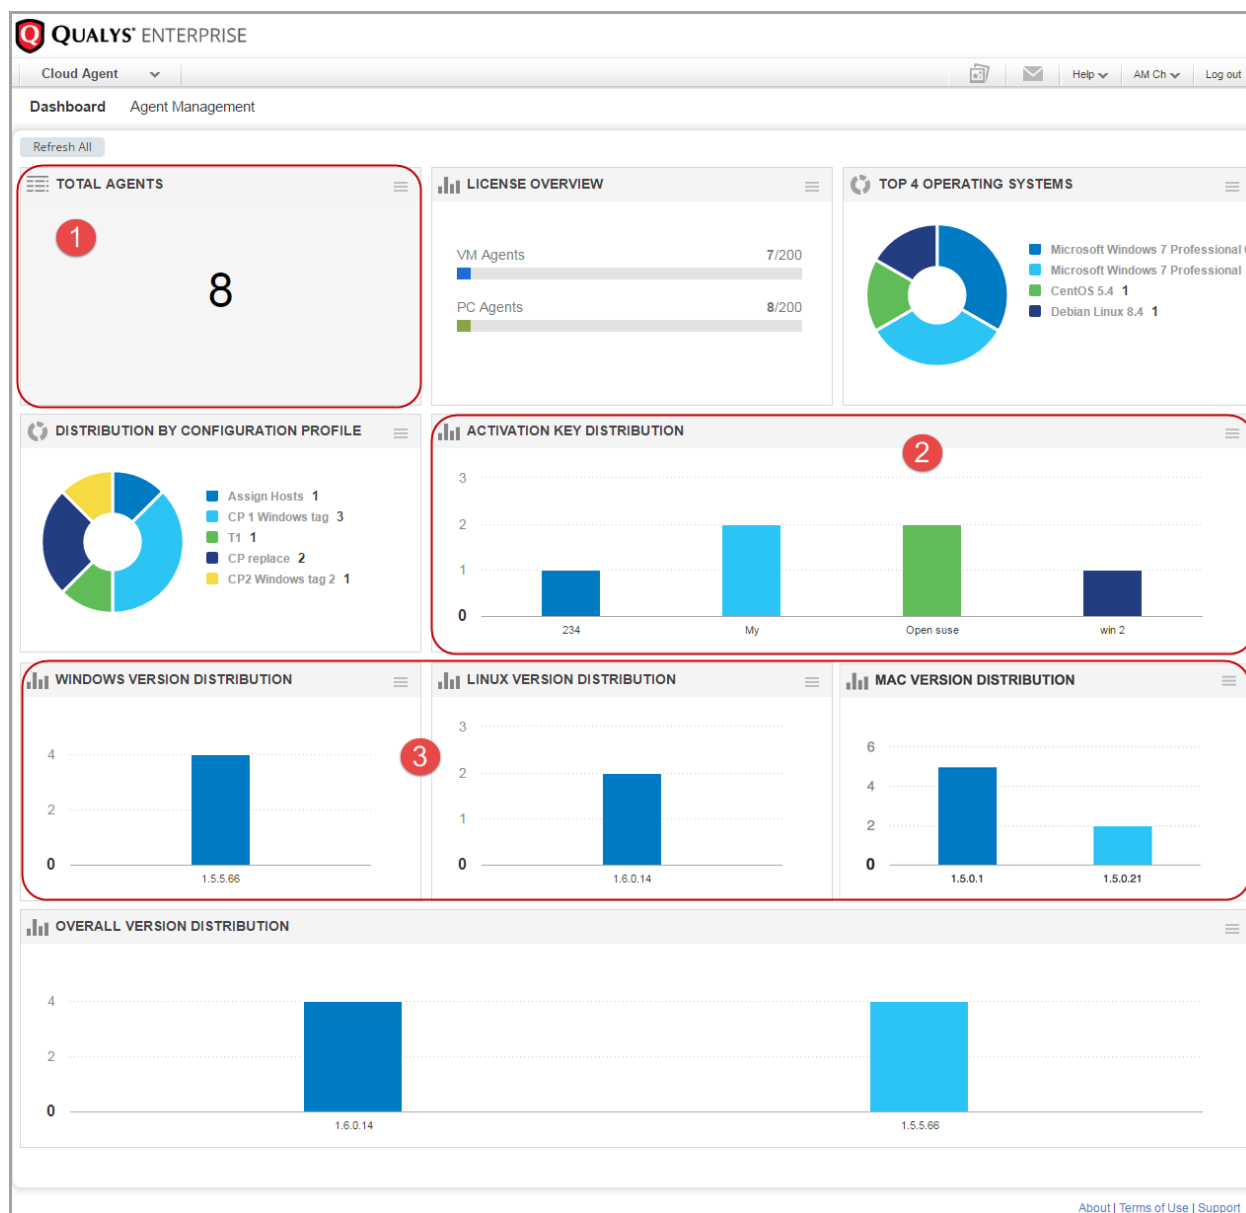 QUALYS® ENTERPRISE
Cloud Agent
Help
AM Ch
Log out
Dashboard Agent Management
Refresh All
TOTAL AGENTS
1
8
LICENSE OVERVIEW
VM Agents 7/200
PC Agents 8/200
TOP 4 OPERATING SYSTEMS
Microsoft Windows 7 Professional
Microsoft Windows 7 Professional
CentOS 5.4 1
Debian Linux 8.4 1
DISTRIBUTION BY CONFIGURATION PROFILE
Assign Hosts 1
CP 1 Windows tag 3
T1 1
CP replace 2
CP2 Windows tag 2 1
ACTIVATION KEY DISTRIBUTION
2
3
2
1
0
234 My Open suse win 2
WINDOWS VERSION DISTRIBUTION
4
2
0
1.5.5.66
3
LINUX VERSION DISTRIBUTION
3
2
1
0
1.6.0.14
MAC VERSION DISTRIBUTION
6
4
2
0
1.5.0.1 1.5.0.21
OVERALL VERSION DISTRIBUTION
4
2
0
1.6.0.14 1.5.5.66
About | Terms of Use | Support